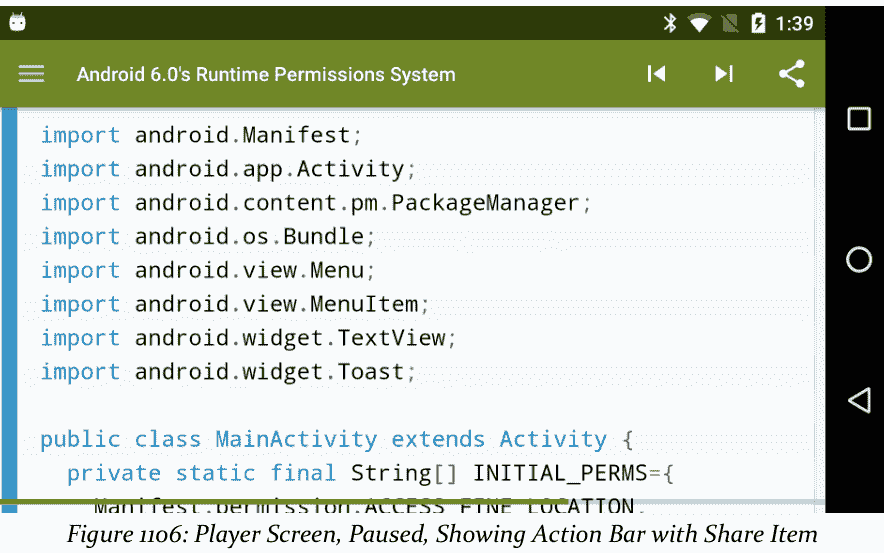 1:39
Android 6.0's Runtime Permissions System
import android.Manifest;
import android.app.Activity;
import android.content.pm.PackageManager;
import android.os.Bundle;
import android.view.Menu;
import android.view.MenuItem;
import android.widget.TextView;
import android.widget.Toast;
public class MainActivity extends Activity {
private static final String[] INITIAL_PERMS={
Manifest.permission.ACCESS_FINE_LOCATION,
Figure 1106: Player Screen, Paused, Showing Action Bar with Share Item